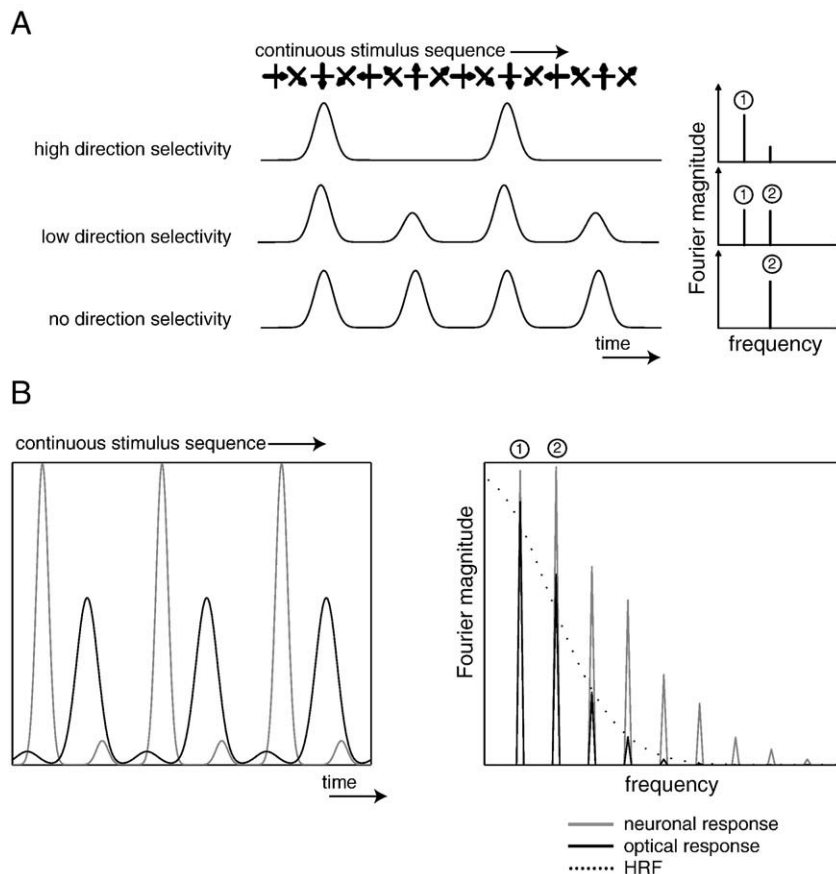 A
continuous stimulus sequence
high direction selectivity
low direction selectivity
no direction selectivity
time
①
① ②
②
Fourier magnitude
frequency
B
continuous stimulus sequence
time
① ②
Fourier magnitude
frequency
neuronal response
optical response
HRF